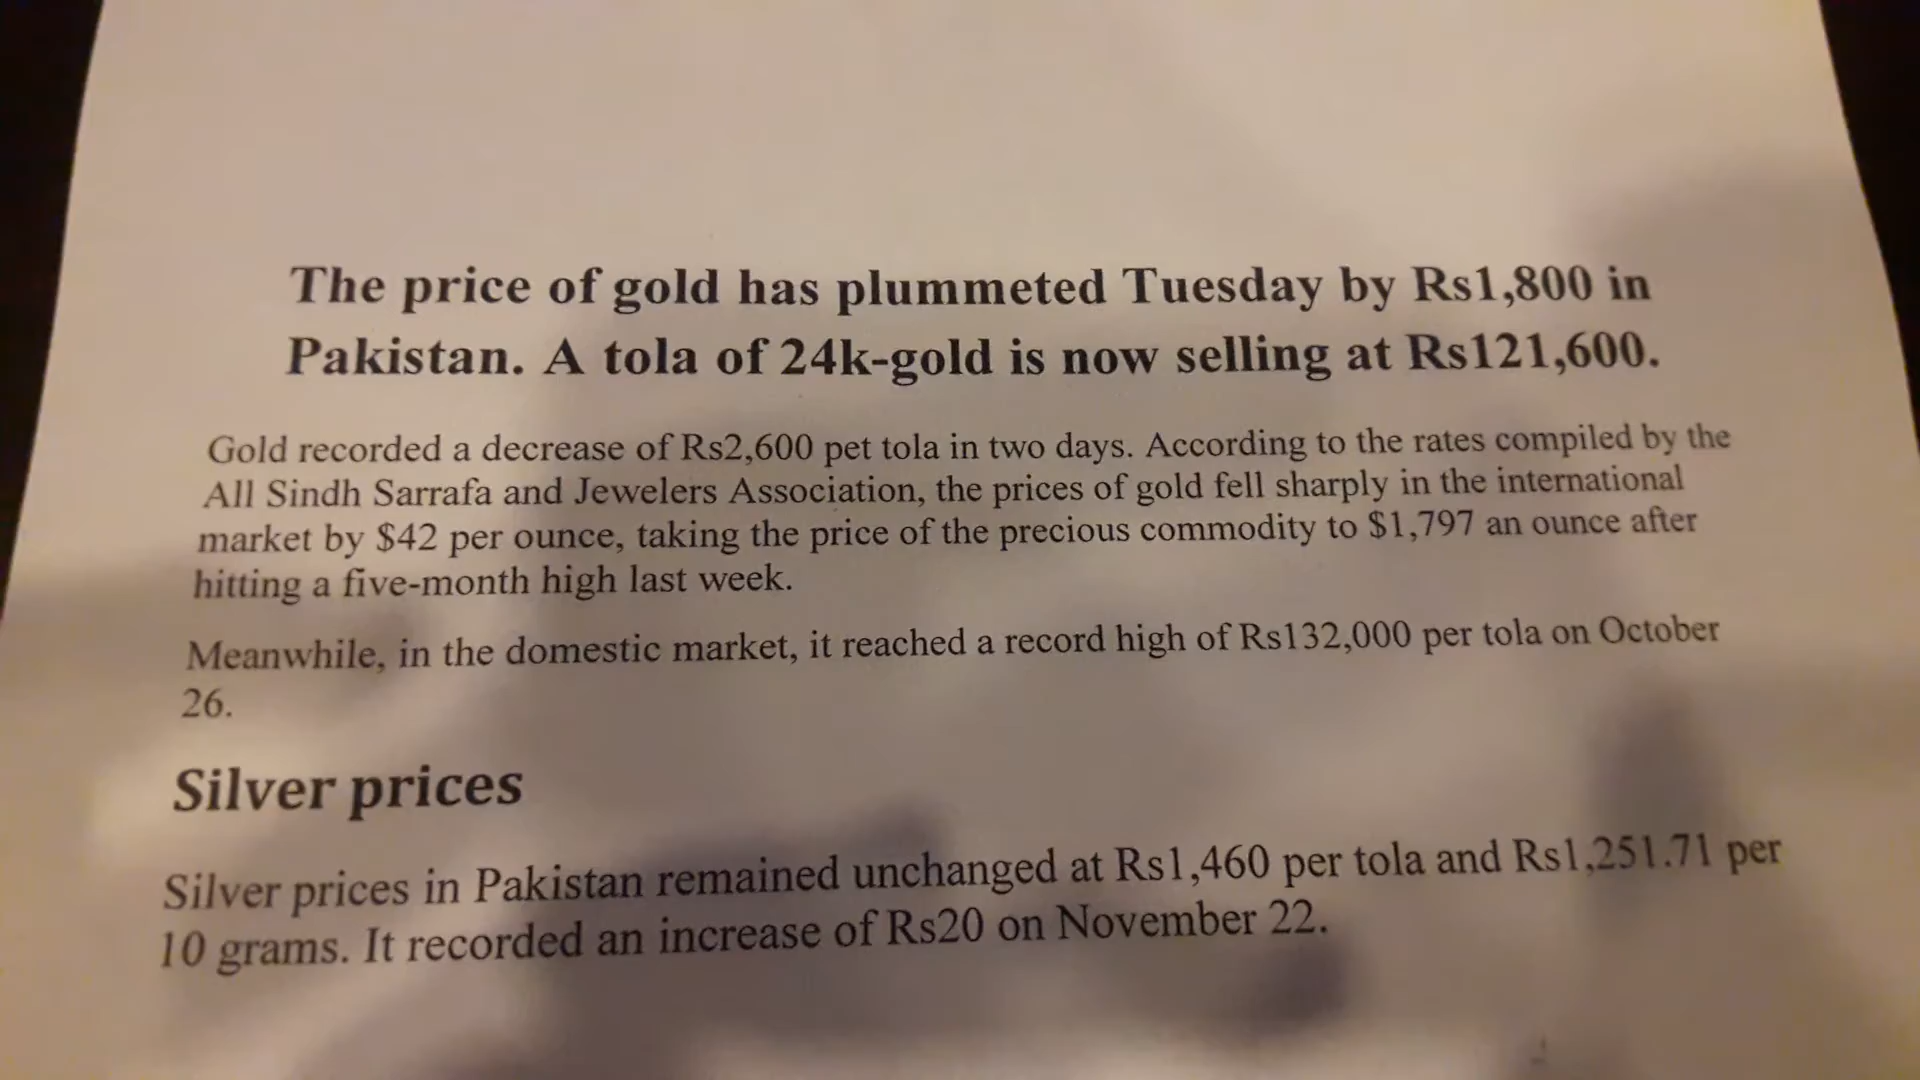 The price of gold has plummeted Tuesday by Rs1,800 in
Pakistan. A tola of 24k-gold is now selling at Rs121,600.
Gold recorded a decrease of Rs2,600 pet tola in two days. According to the rates compiled by the
All Sindh Sarrafa and Jewelers Association, the prices of gold fell sharply in the international
market by $42 per ounce, taking the price of the precious commodity to $1,797 an ounce after
hitting a five-month high last week.
Meanwhile, in the domestic market, it reached a record high of Rs132,000 per tola on October
26.
Silver prices
Silver prices in Pakistan remained unchanged at Rs1,460 per tola and Rs1,251.71 per
10 grams. It recorded an increase of Rs20 on November 22.